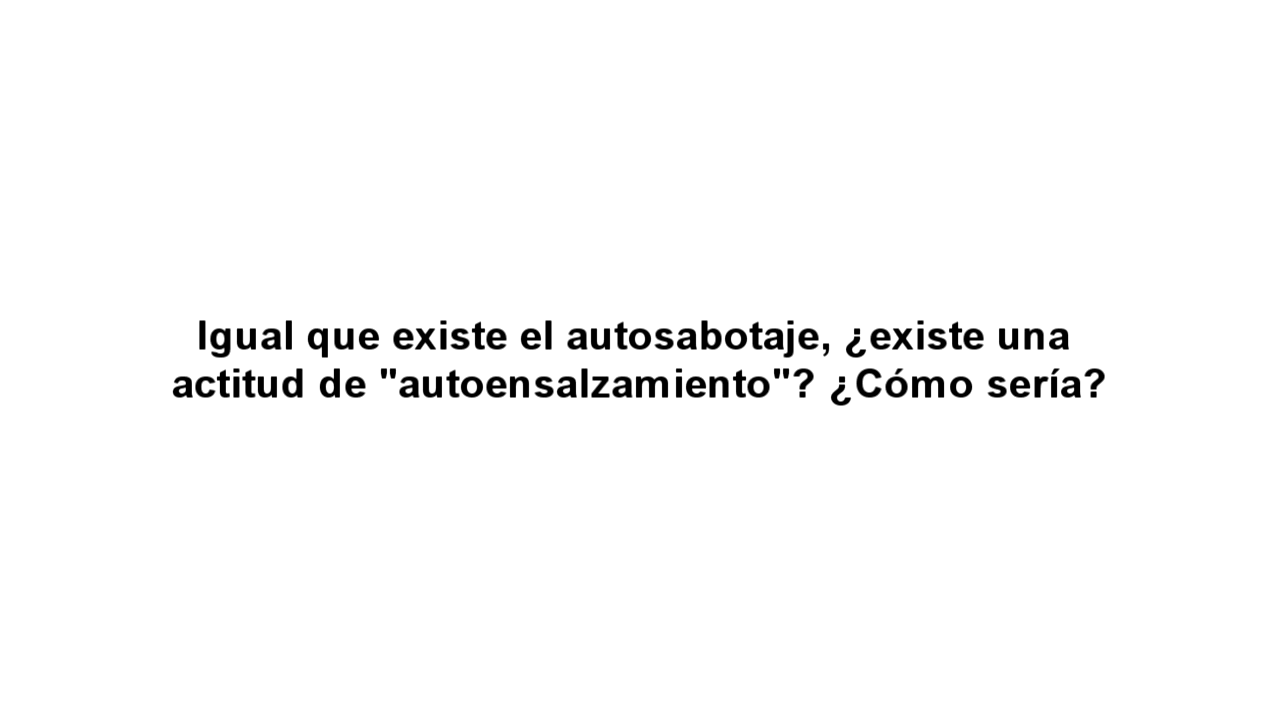 Igual que existe el autosabotaje, ¿existe una
actitud de "autoensalzamiento"? ¿Cómo sería?